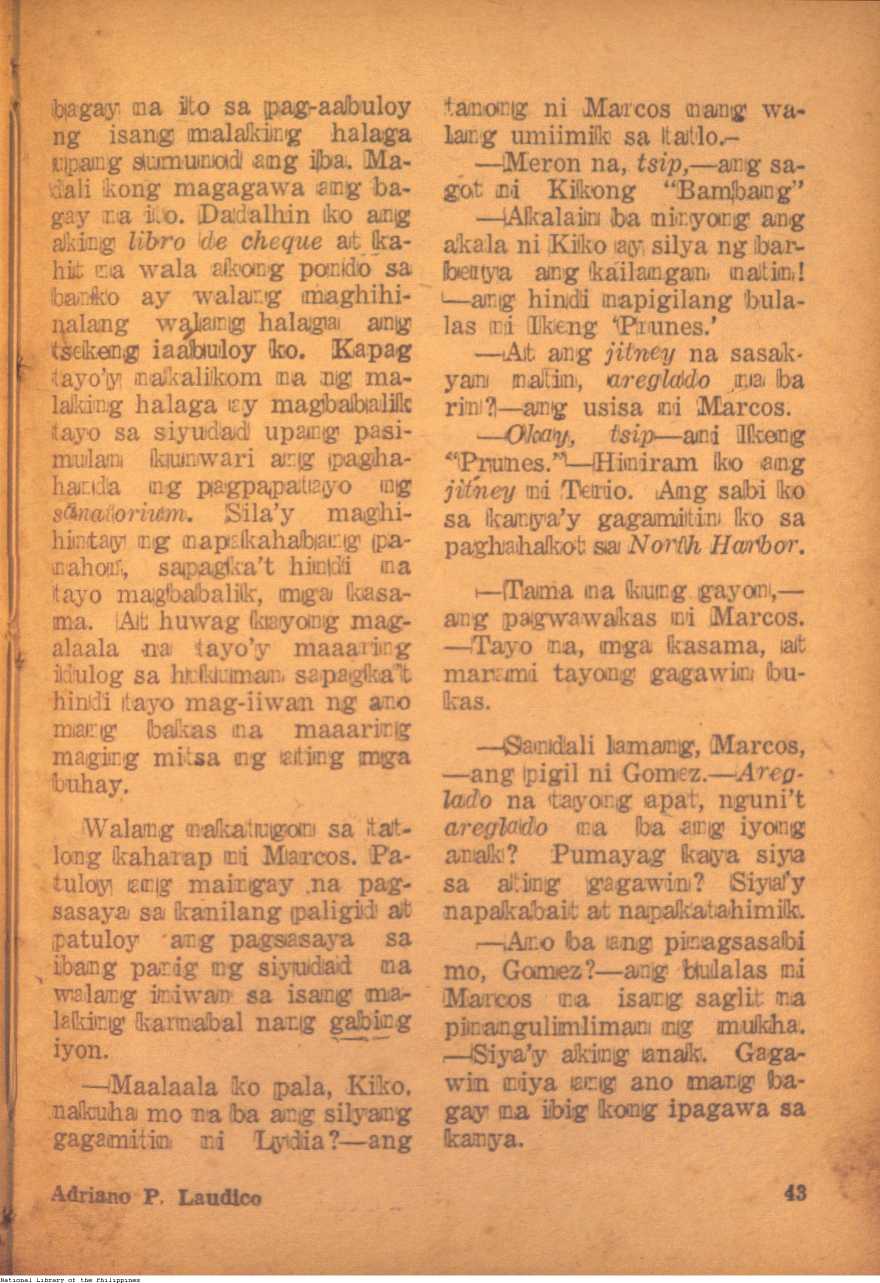 bagay na ito sa pag-aabuloy
ng isang malaking halaga
upang sumunod ang iba. Ma-
dali kong magagawa ang ba-
gay na ito. Dadalhin ko ang
aking libro de cheque at ka-
hit na wala akong pondo sa
banko ay walang maghihi-
nalang walang halaga ang
tsekeng iaabuloy ko. Kapag
tayo'y nakalikom na ng ma-
laking halaga ay magbabalik
tayo sa siyudad upang pasi-
mulan kunwari ang pagha-
handa ng pagpapatayo ng
sanatorium. Sila'y maghi-
hintay ng napakahabang pa-
nahon, sapagka't hindi na
tayo magbabalik, mga kasa-
ma. At huwag kayong mag-
alaala na tayo'y maaaring
idulog sa hukuman sapagka't
hindi tayo mag-iiwan ng ano
mang bakas na maaaring
maging mitsa ng ating mga
buhay.
Walang nakatugon sa tat-
long kaharap ni Marcos. Pa-
tuloy ang maingay na pag-
sasaya sa kanilang paligid at
patuloy ang pagsasaya sa
ibang panig ng siyudad na
walang iniwan sa isang ma-
laking karnabal nang gabing
iyon.
—Maalaala ko pala, Kiko,
nakuha mo na ba ang silyang
gagamitin ni Lydia?—ang
tanong ni Marcos nang wa-
lang umiimik sa tatlo.—
—Meron na, tsip,—ang sa-
got ni Kikong "Bambang"
—Akalain ba ninyong ang
akala ni Kiko ay silya ng bar-
berya ang kailangan natin!
—ang hindi mapigilang bula-
las ni Ikeng 'Prunes.'
—At ang jitney na sasak-
yan natin, areglado na ba
rin?—ang usisa ni Marcos.
—Okay, tsip—ani Ikeng
"Prunes."—Hiniram ko ang
jitney ni Terio. Ang sabi ko
sa kanya'y gagamitin ko sa
paghahakot sa North Harbor.
—Tama na kung gayon,—
ang pagwawakas ni Marcos.
—Tayo na, mga kasama, at
marami tayong gagawin bu-
kas.
—Sandali lamang, Marcos,
—ang pigil ni Gomez.—Areg-
lado na tayong apat, nguni't
areglado na ba ang iyong
anak? Pumayag kaya siya
sa ating gagawin? Siya'y
napakabait at napakatahimik.
—Ano ba ang pinagsasabi
mo, Gomez?—ang bulalas ni
Marcos na isang saglit na
pinangulimliman ng mukha.
—Siya'y aking anak. Gaga-
win niya ang ano mang ba-
gay na ibig kong ipagawa sa
kanya.
Adriano P. Laudico 43
National Library of the Philippines